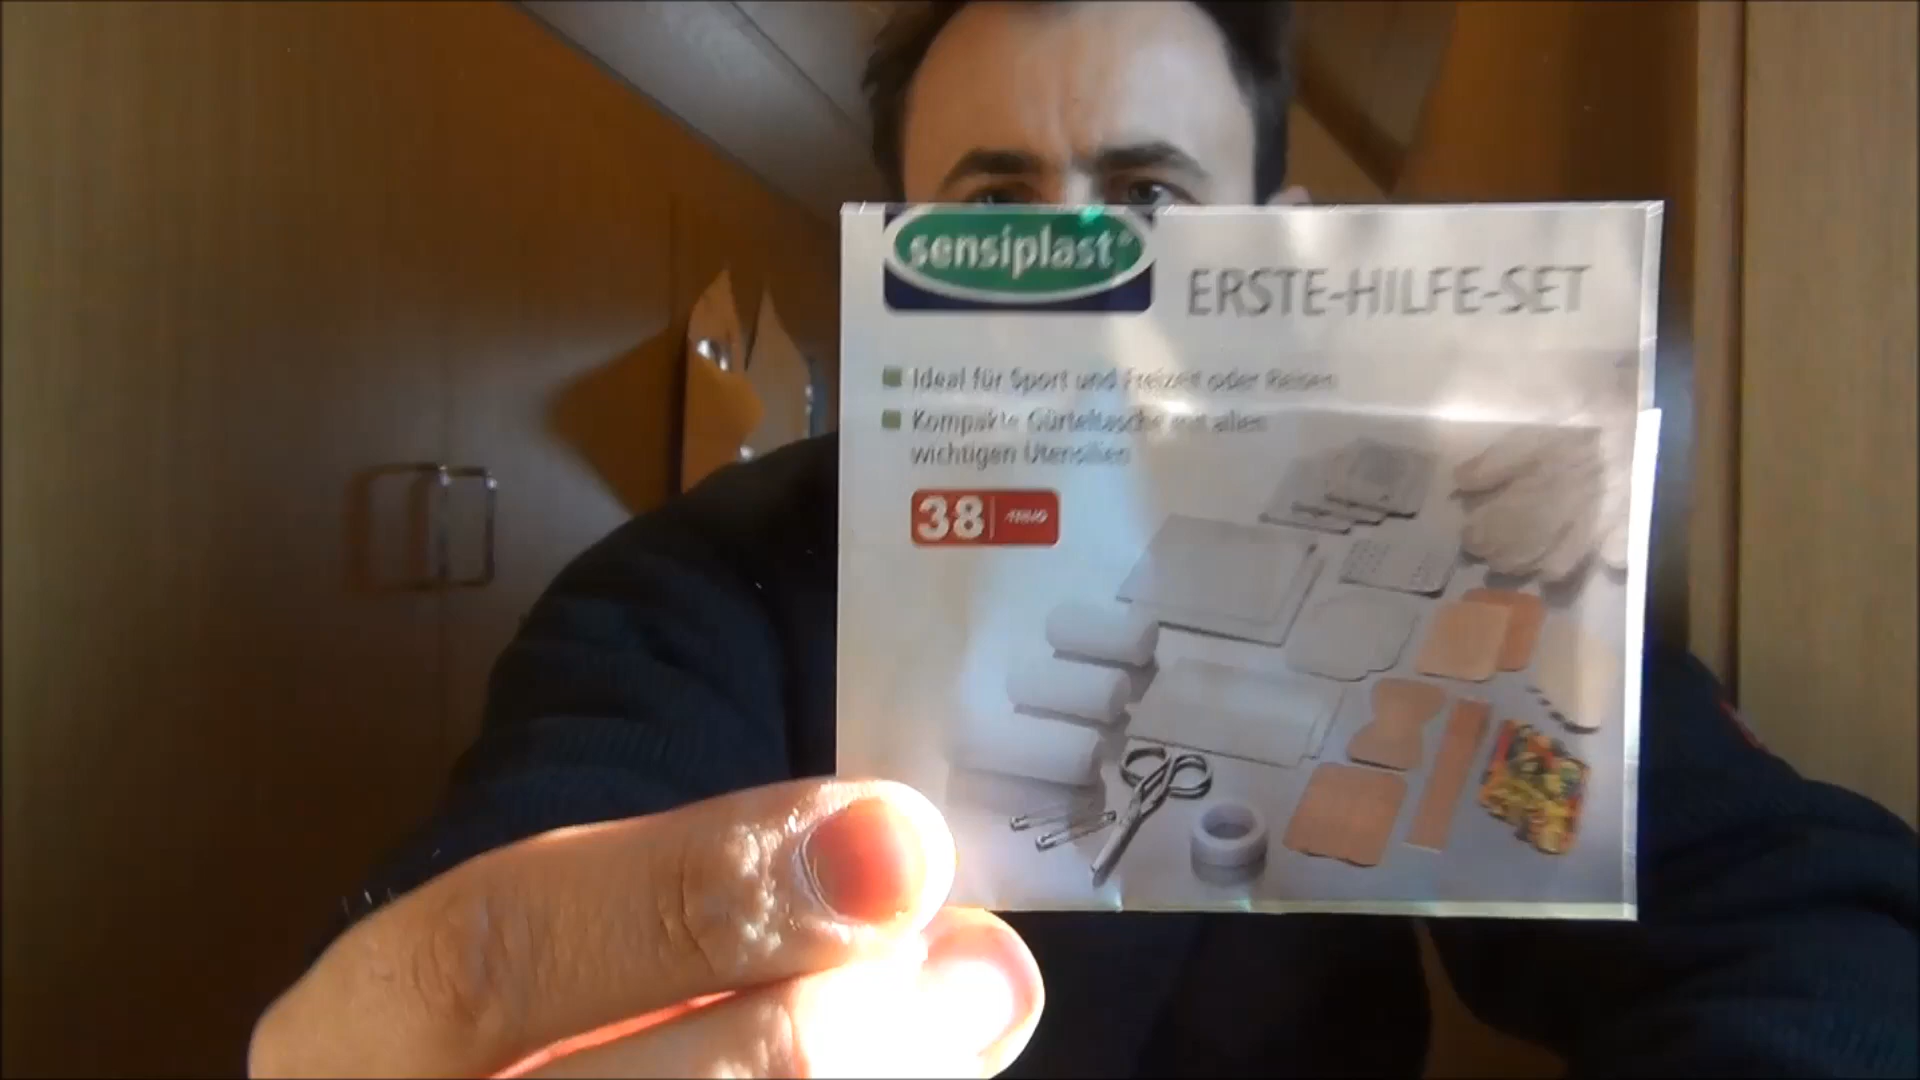 sensiplast®
ERSTE-HILFE-SET
Ideal für Sport und Freizeit oder Reisen
Kompakte Gürteltasche mit allen
wichtigen Utensilien
38